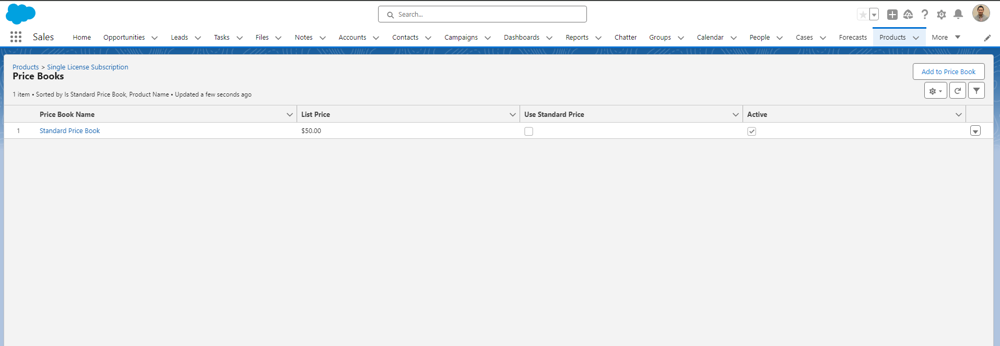 Search...
Sales Home Opportunities Leads Tasks Files Notes Accounts Contacts Campaigns Dashboards Reports Chatter Groups Calendar People Cases Forecasts Products More
Products > Single License Subscription
Price Books
Add to Price Book
1 item • Sorted by Is Standard Price Book, Product Name • Updated a few seconds ago
Price Book Name List Price Use Standard Price Active
1 Standard Price Book $50.00